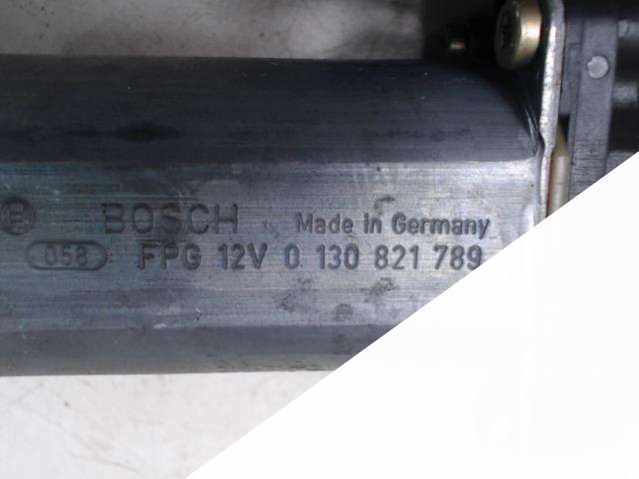 BOSCH Made in Germany
058 FPG 12V 0 130 821 789